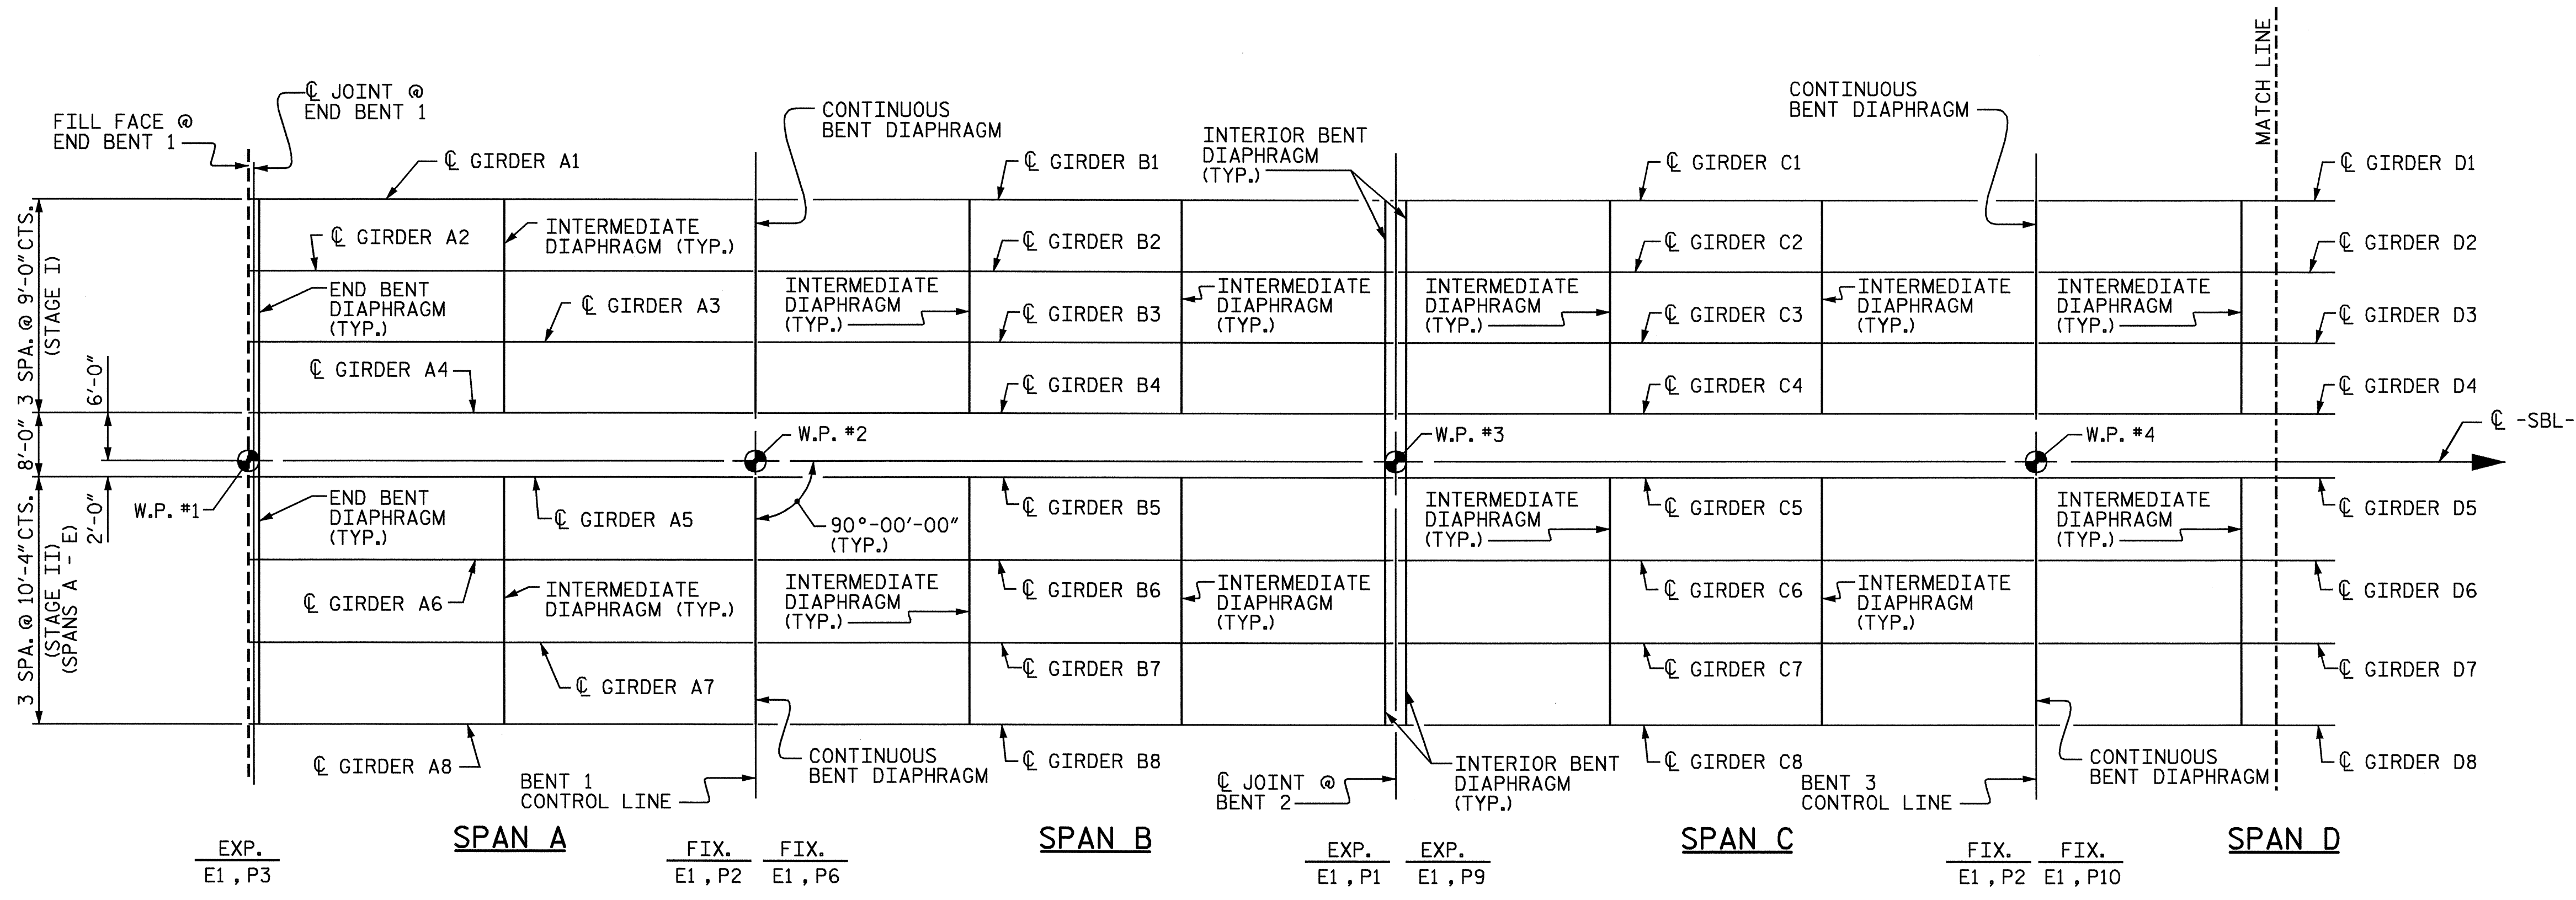 FILL FACE @
END BENT 1
℄ JOINT @
END BENT 1
℄ GIRDER A1
CONTINUOUS
BENT DIAPHRAGM
℄ GIRDER B1
INTERIOR BENT
DIAPHRAGM
(TYP.)
℄ GIRDER C1
CONTINUOUS
BENT DIAPHRAGM
MATCH LINE
℄ GIRDER D1
3 SPA. @ 9'-0" CTS.
(STAGE I)
℄ GIRDER A2
INTERMEDIATE
DIAPHRAGM (TYP.)
℄ GIRDER B2
℄ GIRDER C2
℄ GIRDER D2
END BENT
DIAPHRAGM
(TYP.)
℄ GIRDER A3
INTERMEDIATE
DIAPHRAGM
(TYP.)
℄ GIRDER B3
INTERMEDIATE
DIAPHRAGM
(TYP.)
INTERMEDIATE
DIAPHRAGM
(TYP.)
℄ GIRDER C3
INTERMEDIATE
DIAPHRAGM
(TYP.)
INTERMEDIATE
DIAPHRAGM
(TYP.)
℄ GIRDER D3
℄ GIRDER A4
℄ GIRDER B4
℄ GIRDER C4
℄ GIRDER D4
6'-0"
8'-0"
2'-0"
W.P. #1
W.P. #2
W.P. #3
W.P. #4
℄ -SBL-
3 SPA. @ 10'-4" CTS.
(STAGE II)
(SPANS A - E)
END BENT
DIAPHRAGM
(TYP.)
℄ GIRDER A5
90°-00'-00"
(TYP.)
℄ GIRDER B5
INTERMEDIATE
DIAPHRAGM
(TYP.)
℄ GIRDER C5
INTERMEDIATE
DIAPHRAGM
(TYP.)
℄ GIRDER D5
℄ GIRDER A6
INTERMEDIATE
DIAPHRAGM (TYP.)
INTERMEDIATE
DIAPHRAGM
(TYP.)
℄ GIRDER B6
INTERMEDIATE
DIAPHRAGM
(TYP.)
℄ GIRDER C6
INTERMEDIATE
DIAPHRAGM
(TYP.)
℄ GIRDER D6
℄ GIRDER A7
℄ GIRDER B7
℄ GIRDER C7
℄ GIRDER D7
℄ GIRDER A8
BENT 1
CONTROL LINE
CONTINUOUS
BENT DIAPHRAGM
℄ GIRDER B8
℄ JOINT @
BENT 2
INTERIOR BENT
DIAPHRAGM
(TYP.)
℄ GIRDER C8
BENT 3
CONTROL LINE
CONTINUOUS
BENT DIAPHRAGM
℄ GIRDER D8
SPAN A
SPAN B
SPAN C
SPAN D
EXP.
E1, P3
FIX.
E1, P2
FIX.
E1, P6
EXP.
E1, P1
EXP.
E1, P9
FIX.
E1, P2
FIX.
E1, P10